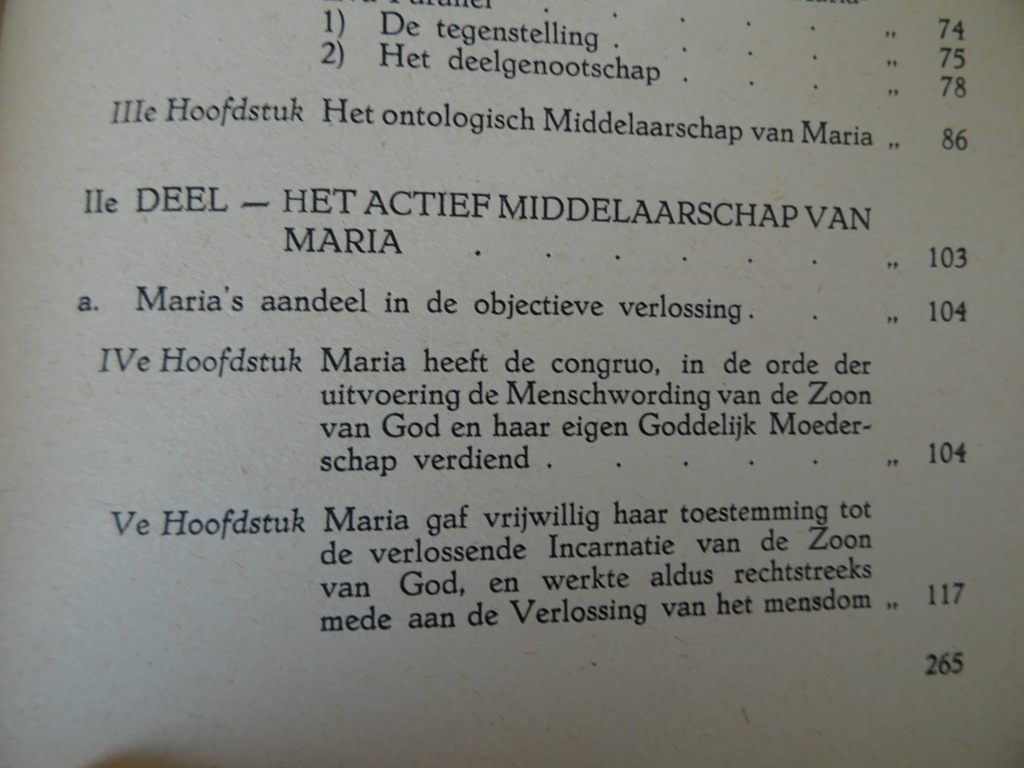 Parallel . . . .
1) De tegenstelling . . . . „ 74
2) Het deelgenootschap . . . „ 75
„ 78
IIIe Hoofdstuk Het ontologisch Middelaarschap van Maria „ 86
IIe DEEL — HET ACTIEF MIDDELAARSCHAP VAN
MARIA . . . . . . „ 103
a. Maria's aandeel in de objectieve verlossing . . „ 104
IVe Hoofdstuk Maria heeft de congruo, in de orde der
uitvoering de Menschwording van de Zoon
van God en haar eigen Goddelijk Moeder-
schap verdiend . . . . . „ 104
Ve Hoofdstuk Maria gaf vrijwillig haar toestemming tot
de verlossende Incarnatie van de Zoon
van God, en werkte aldus rechtstreeks
mede aan de Verlossing van het mensdom „ 117
265